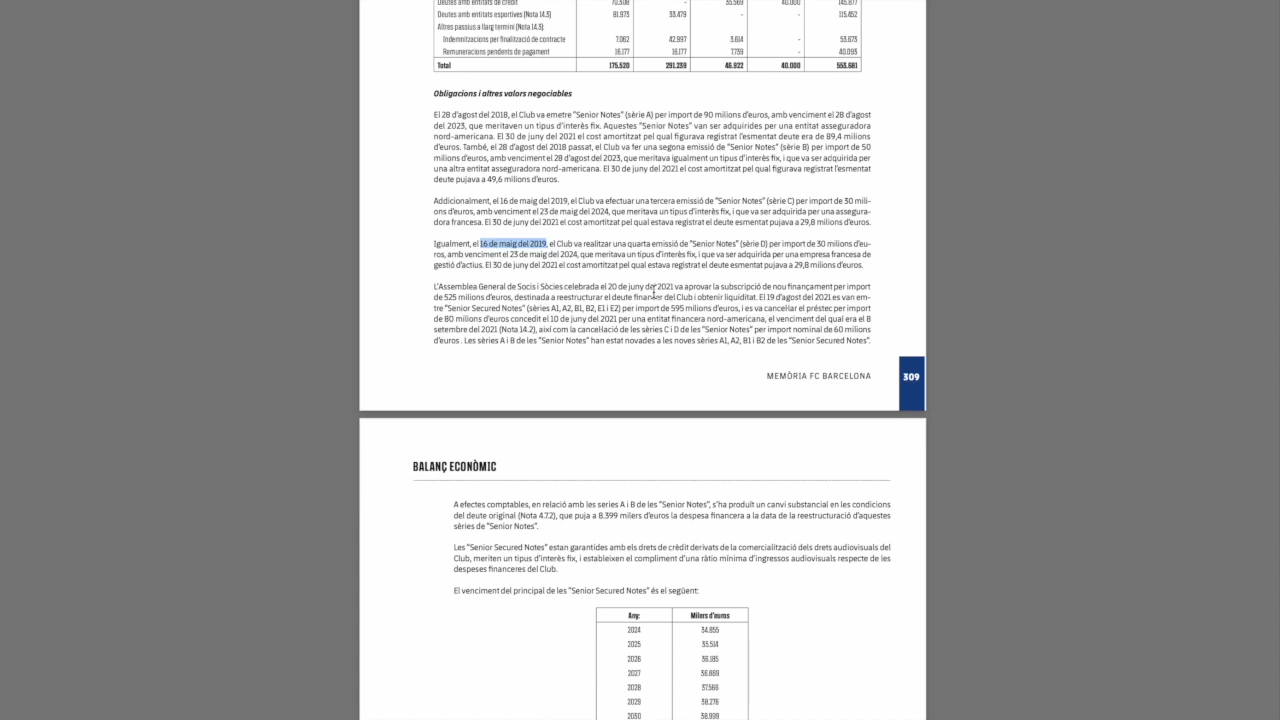 Deutes amb entitats de crèdit 70.308 - 35.569 40.000 145.877
Deutes amb entitats esportives (Nota 14.3) 81.973 33.479 - - 115.452
Altres passius a llarg termini (Nota 14.3):
Indemnitzacions per finalització de contracte 7.062 42.997 3.614 - 53.673
Remuneracions pendents de pagament 16.177 16.177 7.739 - 40.093
Total 175.520 291.239 46.922 40.000 553.681
Obligacions i altres valors negociables
El 28 d'agost del 2018, el Club va emetre "Senior Notes" (sèrie A) per import de 90 milions d'euros, amb venciment el 28 d'agost
del 2023, que meritaven un tipus d'interès fix. Aquestes "Senior Notes" van ser adquirides per una entitat asseguradora
nord-americana. El 30 de juny del 2021 el cost amortitzat pel qual figurava registrat l'esmentat deute era de 89,4 milions
d'euros. També, el 28 d'agost del 2018 passat, el Club va fer una segona emissió de "Senior Notes" (sèrie B) per import de 50
milions d'euros, amb venciment el 28 d'agost del 2023, que meritava igualment un tipus d'interès fix, i que va ser adquirida per
una altra entitat asseguradora nord-americana. El 30 de juny del 2021 el cost amortitzat pel qual figurava registrat l'esmentat
deute pujava a 49,6 milions d'euros.
Addicionalment, el 16 de maig del 2019, el Club va efectuar una tercera emissió de "Senior Notes" (sèrie C) per import de 30 mili-
ons d'euros, amb venciment el 23 de maig del 2024, que meritava un tipus d'interès fix, i que va ser adquirida per una assegura-
dora francesa. El 30 de juny del 2021 el cost amortitzat pel qual estava registrat el deute esmentat pujava a 29,8 milions d'euros.
Igualment, el 16 de maig del 2019, el Club va realitzar una quarta emissió de "Senior Notes" (sèrie D) per import de 30 milions d'eu-
ros, amb venciment el 23 de maig del 2024, que meritava un tipus d'interès fix, i que va ser adquirida per una empresa francesa de
gestió d'actius. El 30 de juny del 2021 el cost amortitzat pel qual estava registrat el deute esmentat pujava a 29,8 milions d'euros.
L'Assemblea General de Socis i Sòcies celebrada el 20 de juny de 2021 va aprovar la subscripció de nou finançament per import
de 525 milions d'euros, destinada a reestructurar el deute financer del Club i obtenir liquiditat. El 19 d'agost del 2021 es van em-
tre "Senior Secured Notes" (sèries A1, A2, B1, B2, E1 i E2) per import de 595 milions d'euros, i es va cancel·lar el préstec per import
de 80 milions d'euros concedit el 10 de juny del 2021 per una entitat financera nord-americana, el venciment del qual era el 8
setembre del 2021 (Nota 14.2), així com la cancel·lació de les sèries C i D de les "Senior Notes" per import nominal de 60 milions
d'euros . Les sèries A i B de les "Senior Notes" han estat novades a les noves sèries A1, A2, B1 i B2 de les "Senior Secured Notes".
MEMÒRIA FC BARCELONA 309
BALANÇ ECONÒMIC
A efectes comptables, en relació amb les series A i B de les "Senior Notes", s'ha produït un canvi substancial en les condicions
del deute original (Nota 4.7.2), que puja a 8.399 milers d'euros la despesa financera a la data de la reestructuració d'aquestes
sèries de "Senior Notes".
Les "Senior Secured Notes" estan garantides amb els drets de crèdit derivats de la comercialització dels drets audiovisuals del
Club, meriten un tipus d'interès fix, i estableixen el compliment d'una ràtio mínima d'ingressos audiovisuals respecte de les
despeses financeres del Club.
El venciment del principal de les "Senior Secured Notes" és el següent:
Any: Milers d'euros
2024 34.855
2025 35.514
2026 36.185
2027 36.869
2028 37.566
2029 38.276
2030 38.999